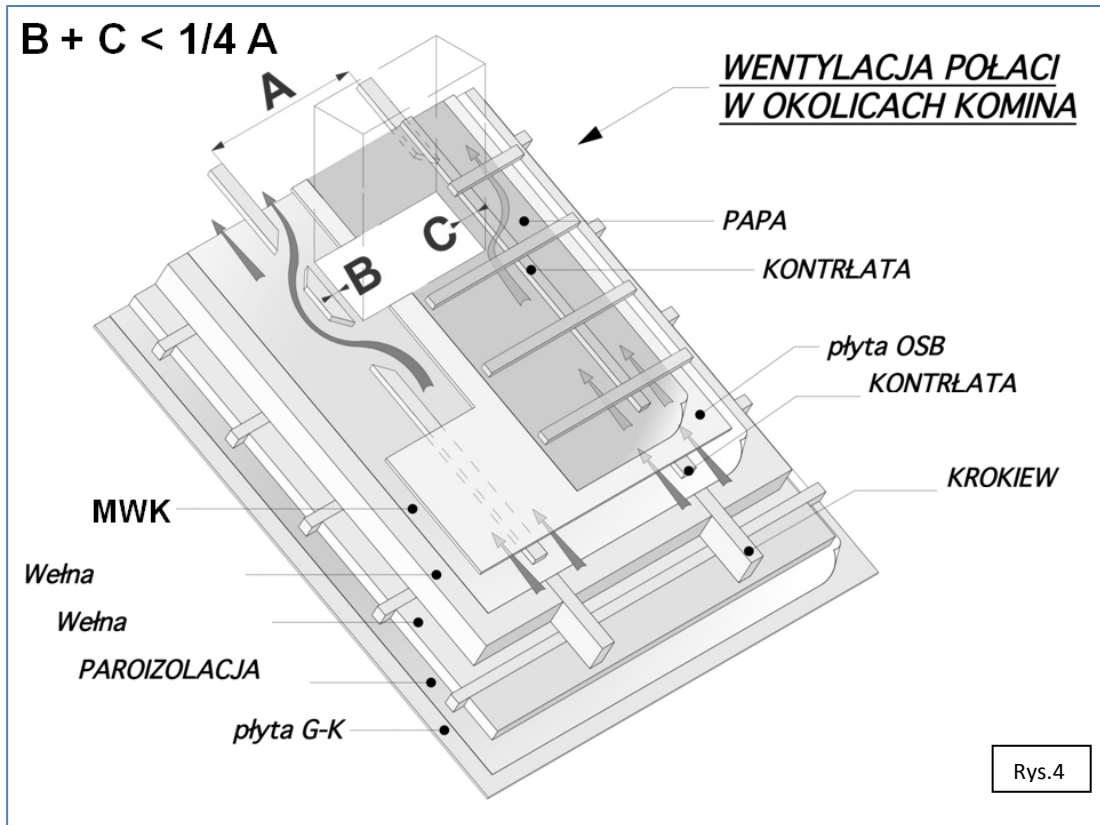 B + C < 1/4 A
WENTYLACJA POŁACI
W OKOLICACH KOMINA
A
B
C
PAPA
KONTRŁATA
płyta OSB
KONTRŁATA
KROKIEW
MWK
Wełna
Wełna
PAROIZOLACJA
płyta G-K
Rys.4